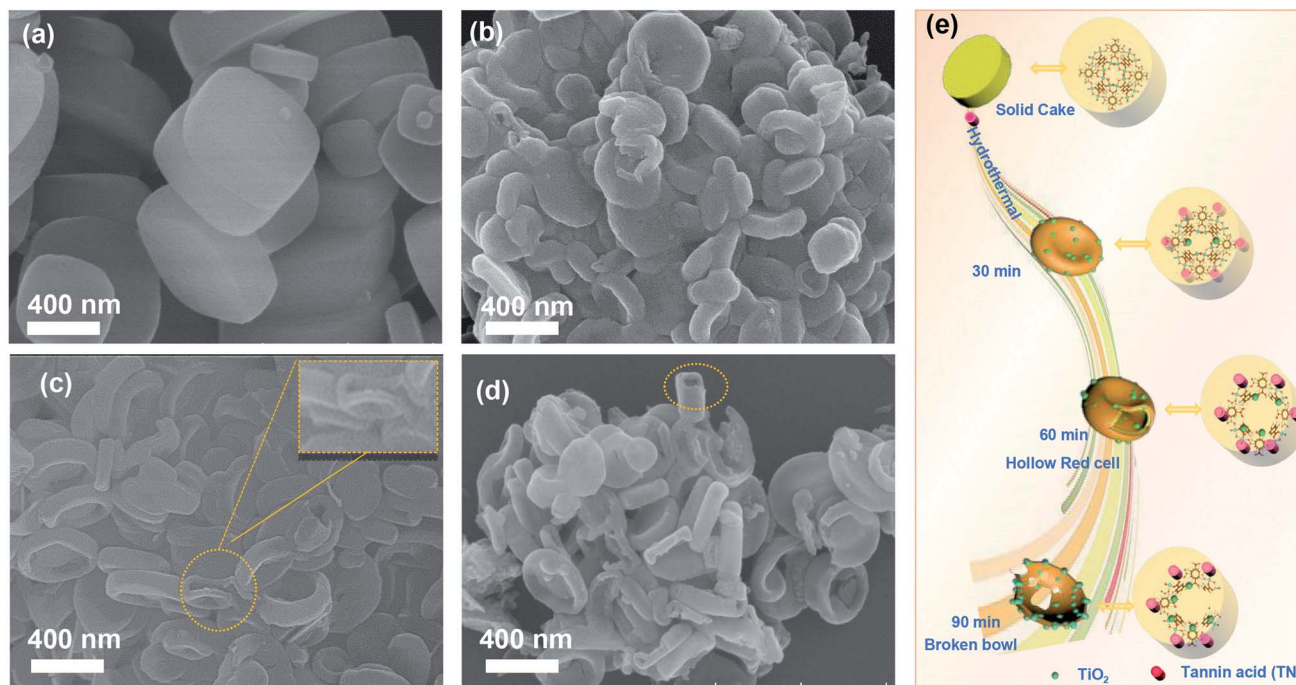 (a)
400 nm
(b)
400 nm
(c)
400 nm
(d)
400 nm
(e)
Solid Cake
Hydrothermal
30 min
60 min
Hollow Red cell
90 min
Broken bowl
TiO₂
Tannin acid (TN